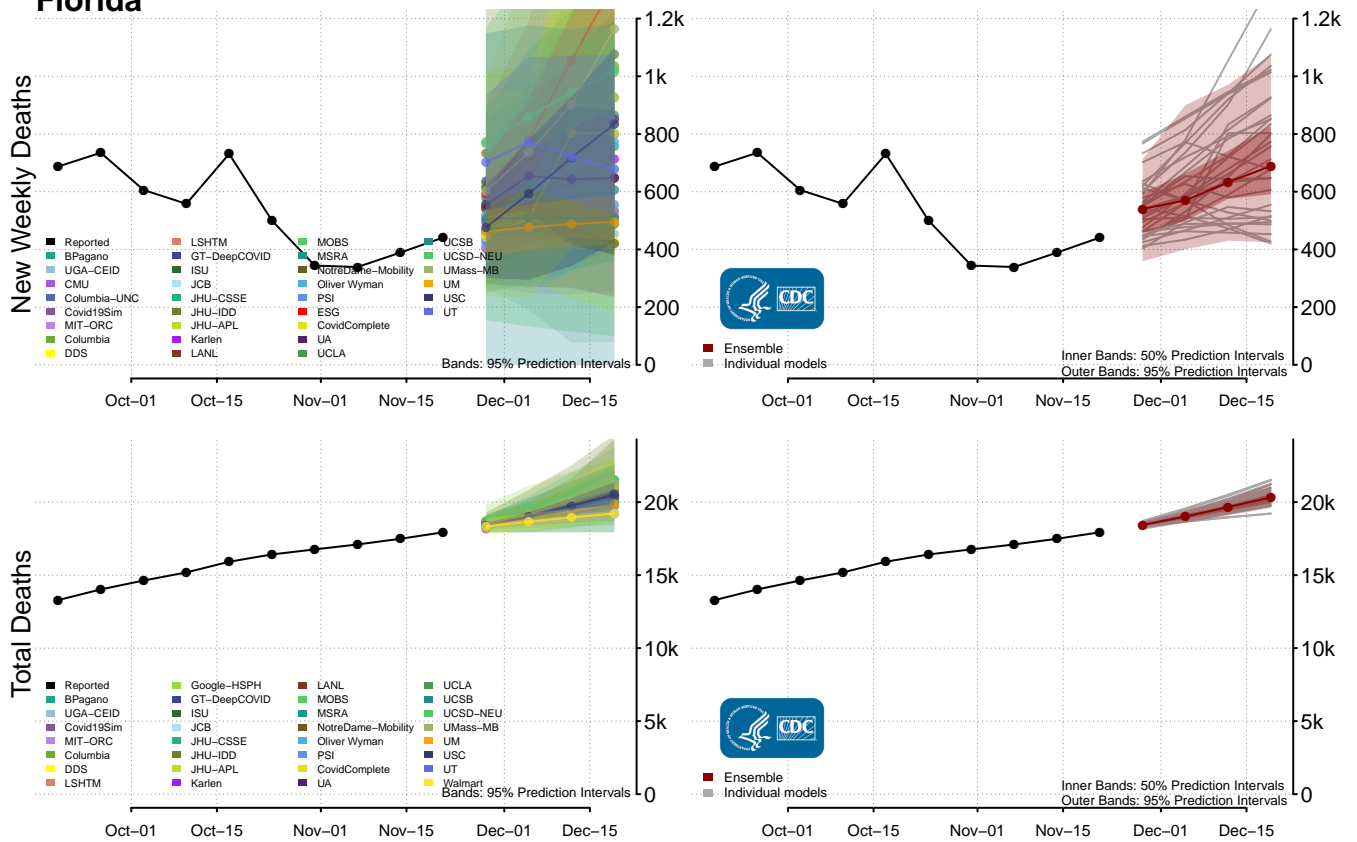 Florida
New Weekly Deaths
1.2k
1k
800
600
400
200
0
Reported
BPagano
UGA−CEID
CMU
Columbia−UNC
Covid19Sim
MIT−ORC
Columbia
DDS
LSHTM
GT−DeepCOVID
ISU
JCB
JHU−CSSE
JHU−IDD
JHU−APL
Karlen
LANL
MOBS
MSRA
NotreDame−Mobility
Oliver Wyman
PSI
ESG
CovidComplete
UA
UCLA
UCSB
UCSD−NEU
UMass−MB
UM
USC
UT
Bands: 95% Prediction Intervals
Oct−01
Oct−15
Nov−01
Nov−15
Dec−01
Dec−15
1.2k
1k
800
600
400
200
0
CDC
Ensemble
Individual models
Inner Bands: 50% Prediction Intervals
Outer Bands: 95% Prediction Intervals
Oct−01
Oct−15
Nov−01
Nov−15
Dec−01
Dec−15
Total Deaths
20k
15k
10k
5k
0
Reported
BPagano
UGA−CEID
Covid19Sim
MIT−ORC
Columbia
DDS
LSHTM
Google−HSPH
GT−DeepCOVID
ISU
JCB
JHU−CSSE
JHU−IDD
JHU−APL
Karlen
LANL
MOBS
MSRA
NotreDame−Mobility
Oliver Wyman
PSI
CovidComplete
UA
UCLA
UCSB
UCSD−NEU
UMass−MB
UM
USC
UT
Walmart
Bands: 95% Prediction Intervals
Oct−01
Oct−15
Nov−01
Nov−15
Dec−01
Dec−15
20k
15k
10k
5k
0
CDC
Ensemble
Individual models
Inner Bands: 50% Prediction Intervals
Outer Bands: 95% Prediction Intervals
Oct−01
Oct−15
Nov−01
Nov−15
Dec−01
Dec−15